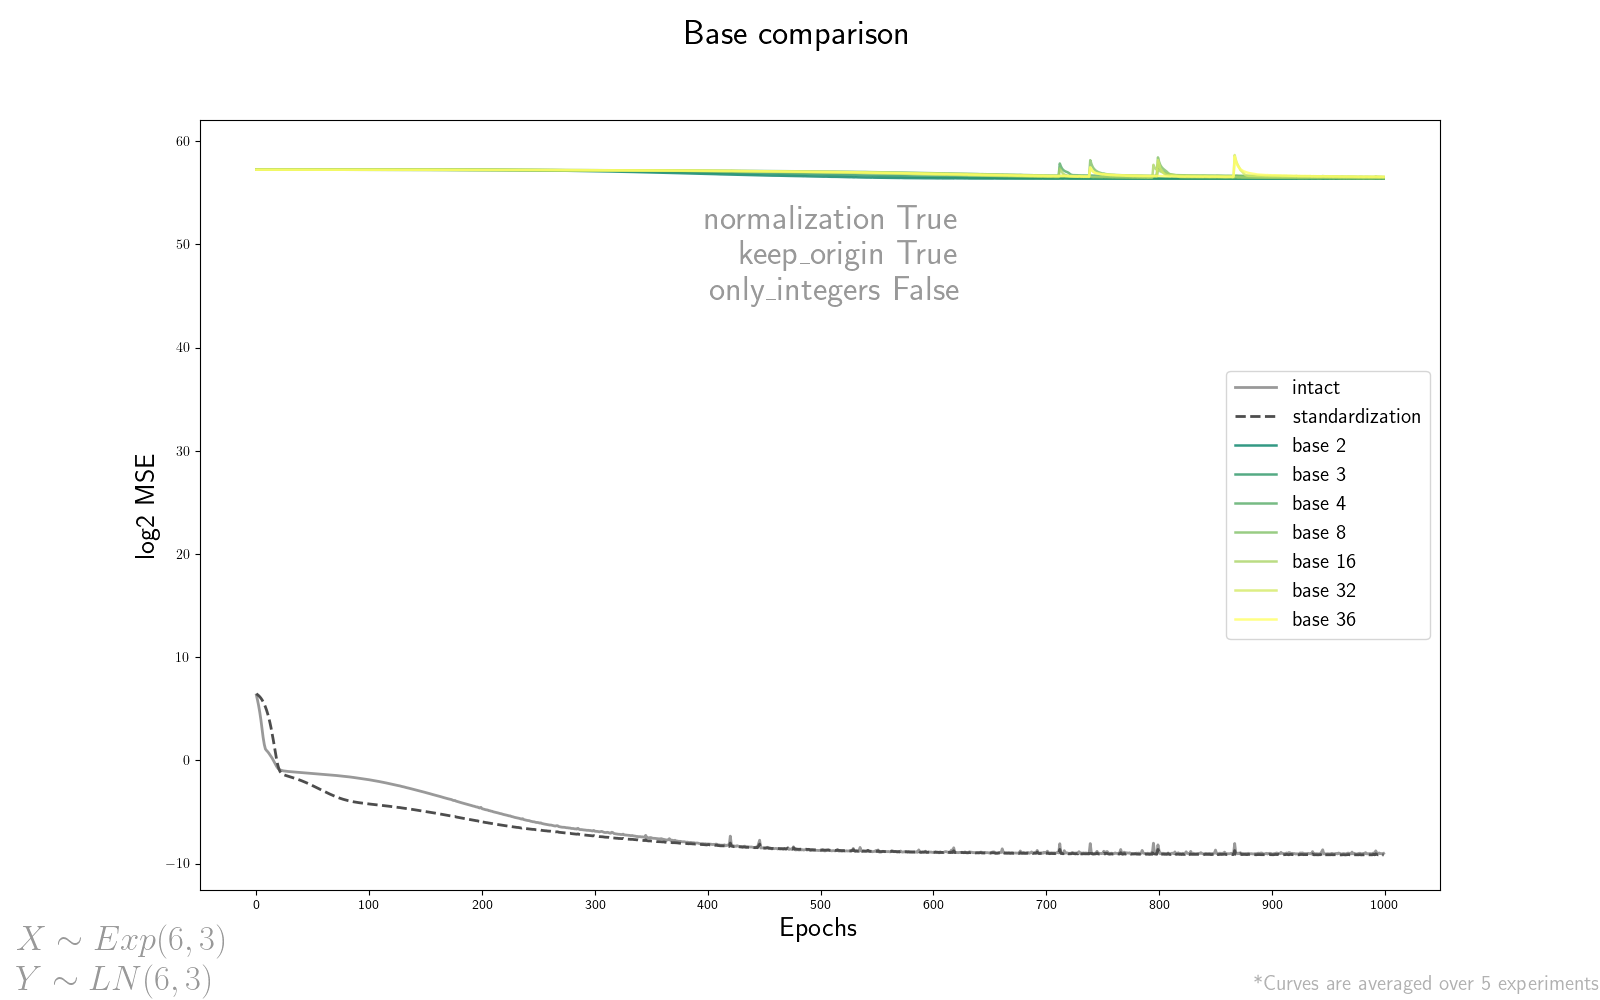 Base comparison
60
50
40
30
20
10
0
−10
log2 MSE
normalization True
keep_origin True
only_integers False
intact
standardization
base 2
base 3
base 4
base 8
base 16
base 32
base 36
0 100 200 300 400 500 600 700 800 900 1000
Epochs
X ∼ Exp(6, 3)
Y ∼ LN(6, 3)
*Curves are averaged over 5 experiments